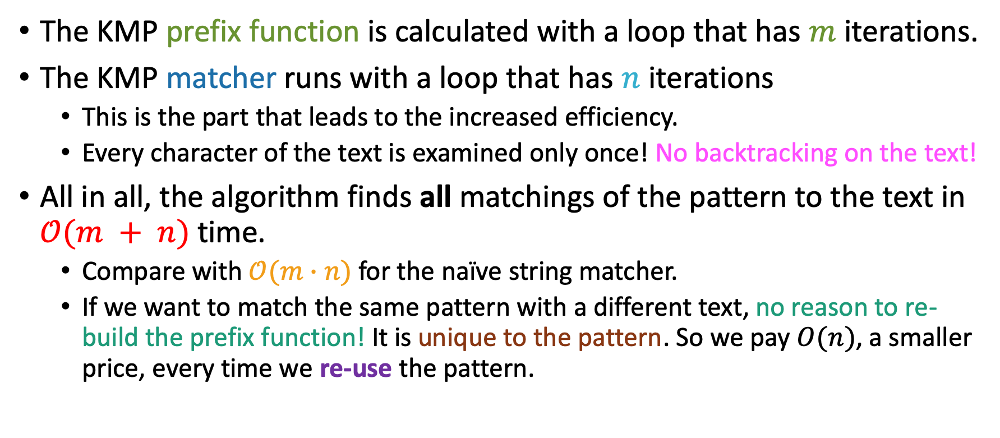 • The KMP prefix function is calculated with a loop that has m iterations.
• The KMP matcher runs with a loop that has n iterations
• This is the part that leads to the increased efficiency.
• Every character of the text is examined only once! No backtracking on the text!
• All in all, the algorithm finds all matchings of the pattern to the text in
𝒪(m + n) time.
• Compare with 𝒪(m · n) for the naïve string matcher.
• If we want to match the same pattern with a different text, no reason to re-
build the prefix function! It is unique to the pattern. So we pay O(n), a smaller
price, every time we re-use the pattern.